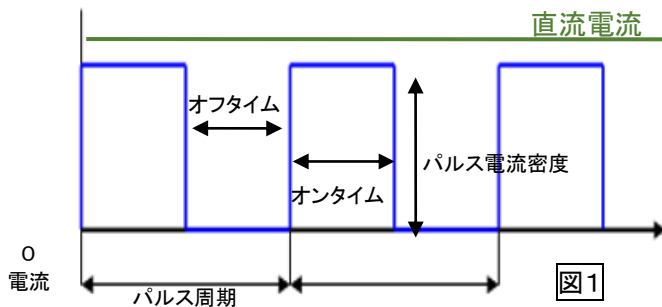 直流電流
オフタイム
オンタイム
パルス電流密度
0
電流
パルス周期
図1